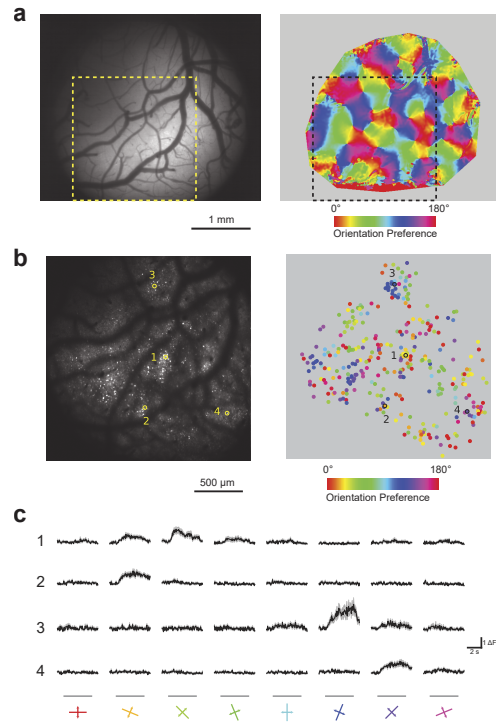 a
1 mm
0° 180°
Orientation Preference
b
3 3
1 1
2 4 2 4
500 µm
0° 180°
Orientation Preference
c
1
2
3
1 ΔF
2 s
4